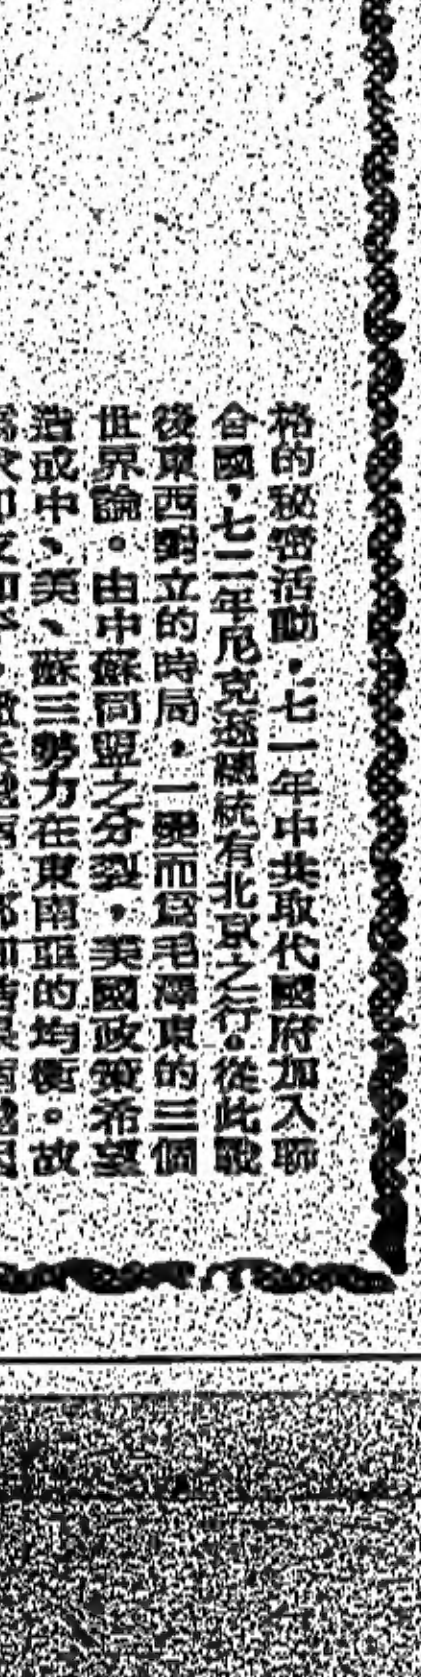 格的秘密活動，七一年中共取代國府加入聯
合國，七二年尼克遜總統有北京之行。從此戰
後東西對立的時局，一變而爲毛澤東的三個
世界論。由中蘇同盟之分裂，美國政策希望
造成中、美、蘇三勢力在東南亞的均衡。故